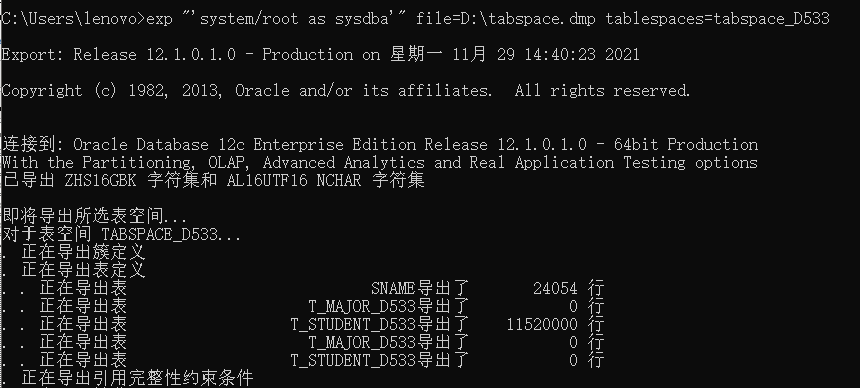 C:\Users\lenovo>exp "'system/root as sysdba'" file=D:\tabspace.dmp tablespaces=tabspace_D533
Export: Release 12.1.0.1.0 - Production on 星期一 11月 29 14:40:23 2021
Copyright (c) 1982, 2013, Oracle and/or its affiliates.  All rights reserved.
连接到: Oracle Database 12c Enterprise Edition Release 12.1.0.1.0 - 64bit Production
With the Partitioning, OLAP, Advanced Analytics and Real Application Testing options
已导出 ZHS16GBK 字符集和 AL16UTF16 NCHAR 字符集
即将导出所选表空间...
对于表空间 TABSPACE_D533...
. 正在导出簇定义
. 正在导出表定义
. . 正在导出表 SNAME导出了 24054 行
. . 正在导出表 T_MAJOR_D533导出了 0 行
. . 正在导出表 T_STUDENT_D533导出了 11520000 行
. . 正在导出表 T_MAJOR_D533导出了 0 行
. . 正在导出表 T_STUDENT_D533导出了 0 行
. 正在导出引用完整性约束条件